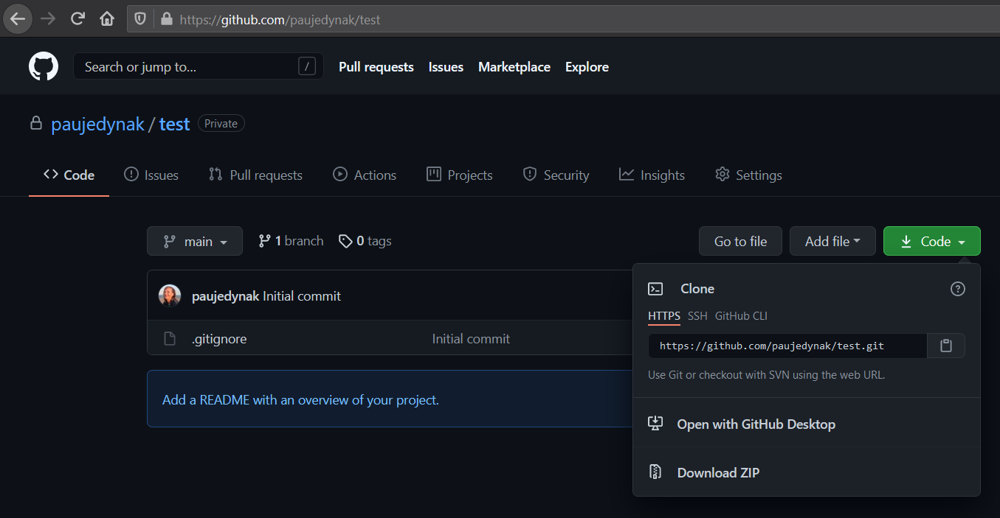 https://github.com/paujedynak/test
Search or jump to... /
Pull requests Issues Marketplace Explore
paujedynak / test Private
Code Issues Pull requests Actions Projects Security Insights Settings
main 1 branch 0 tags Go to file Add file Code
paujedynak Initial commit
.gitignore Initial commit
Add a README with an overview of your project.
Clone
HTTPS SSH GitHub CLI
https://github.com/paujedynak/test.git
Use Git or checkout with SVN using the web URL.
Open with GitHub Desktop
Download ZIP